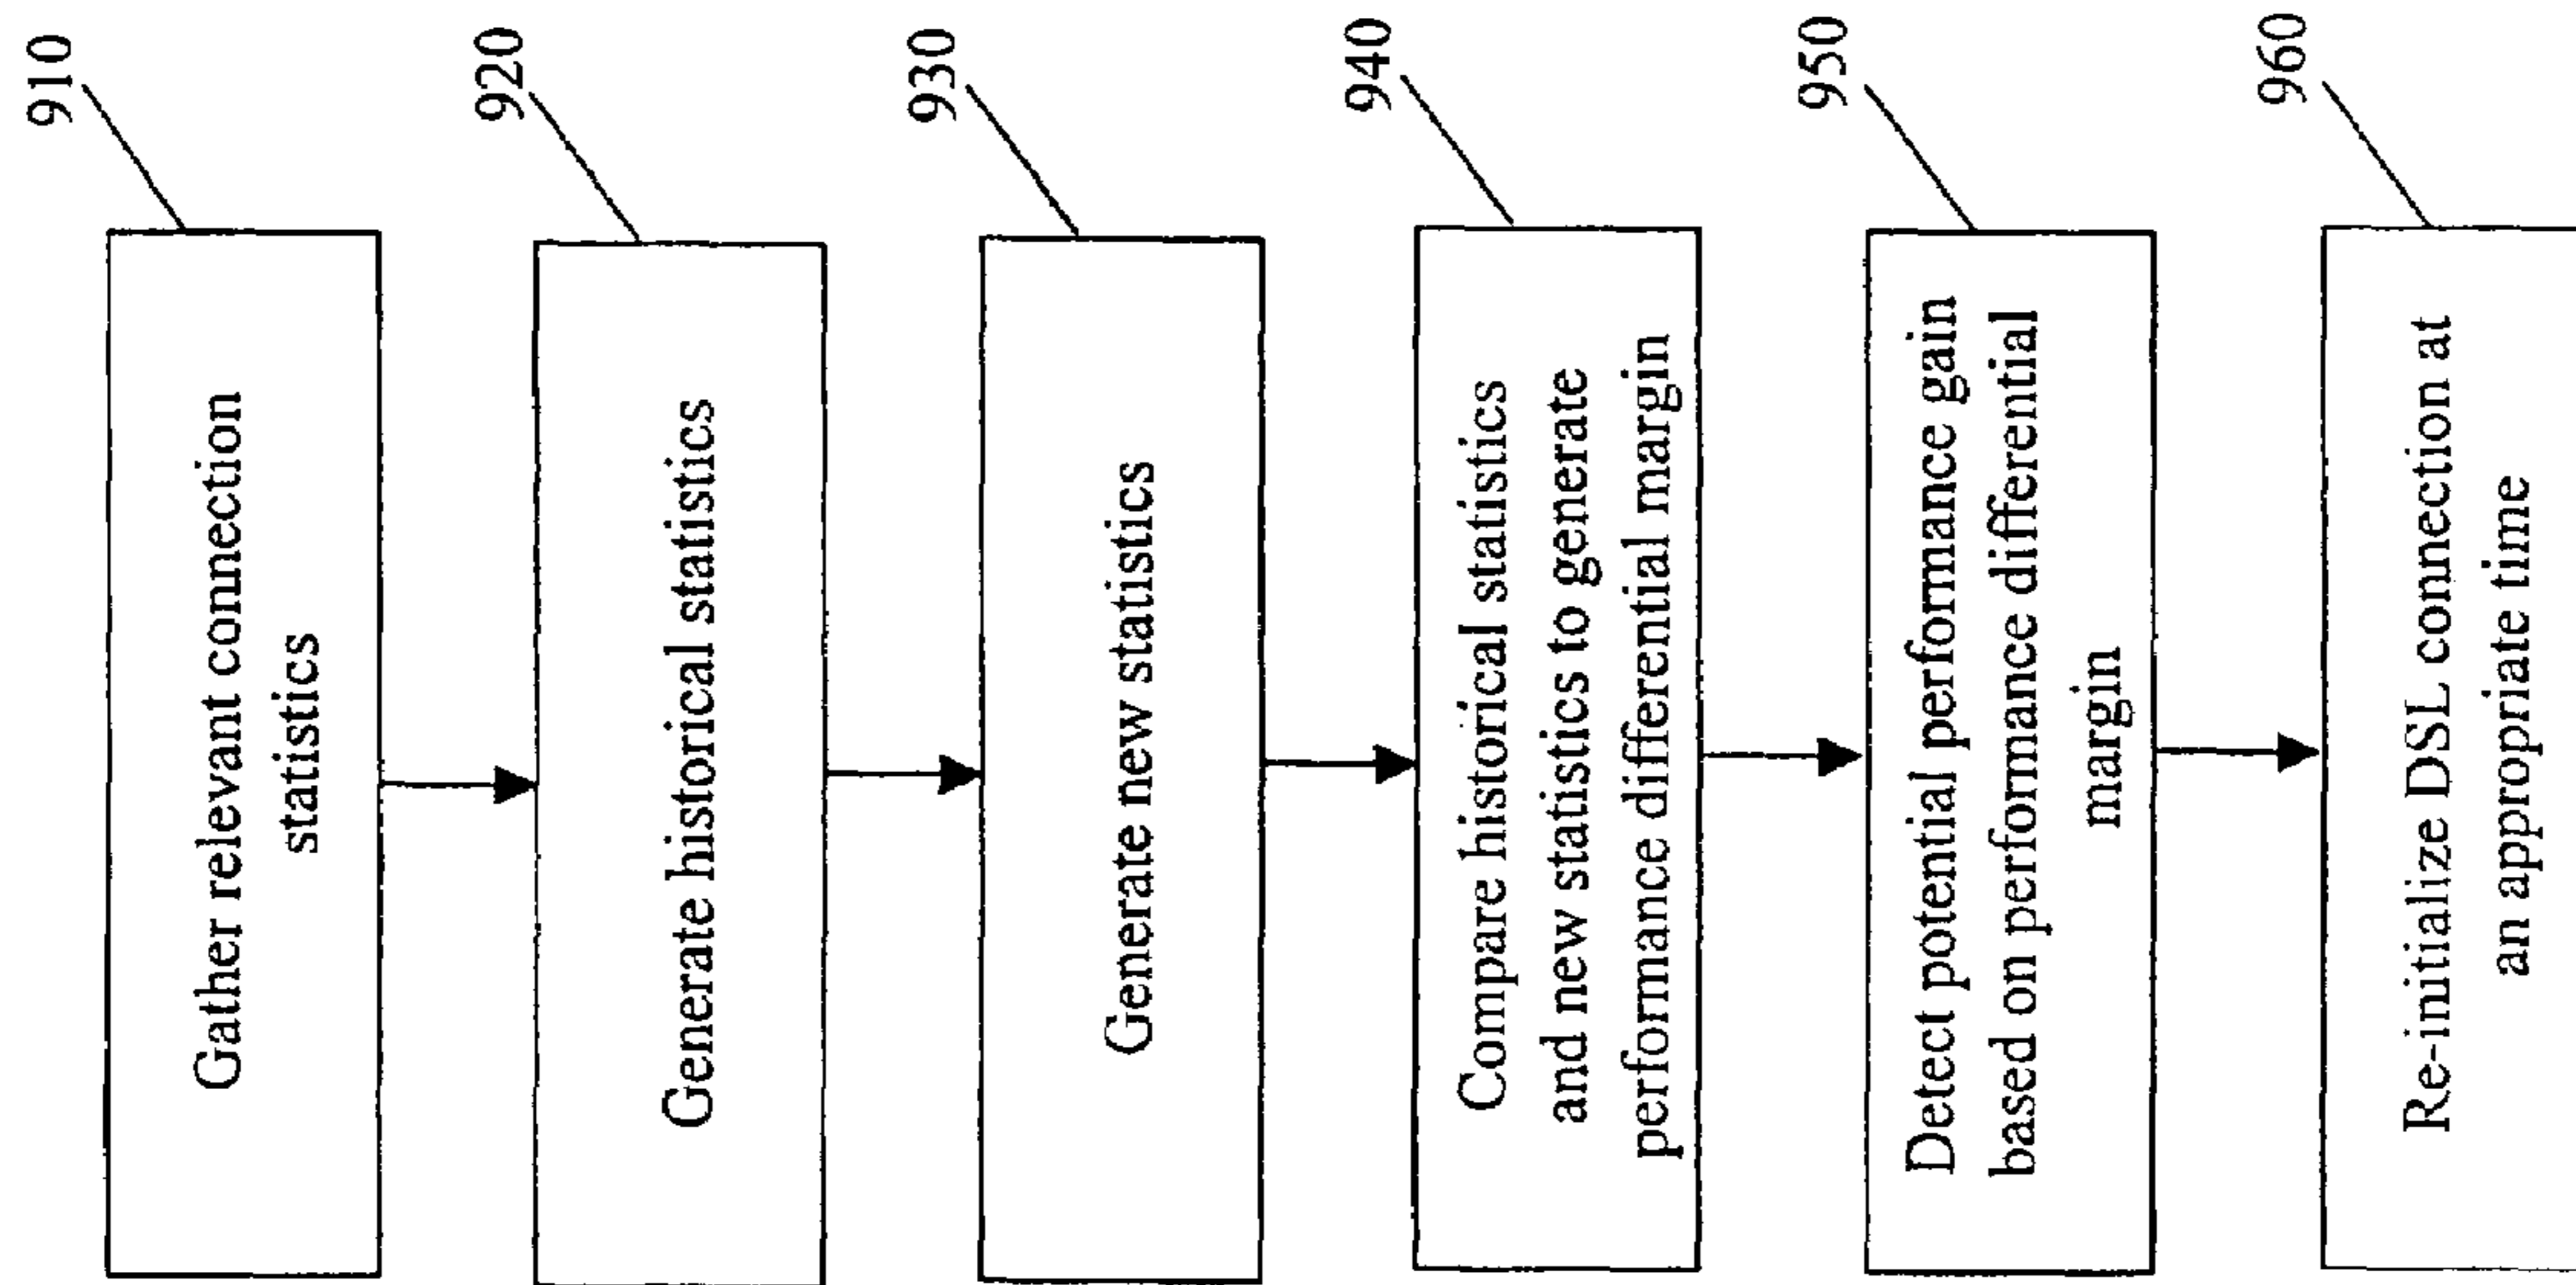 910
Gather relevant connection
statistics
920
Generate historical statistics
930
Generate new statistics
940
Compare historical statistics
and new statistics to generate
performance differential margin
950
Detect potential performance gain
based on performance differential
margin
960
Re-initialize DSL connection at
an appropriate time